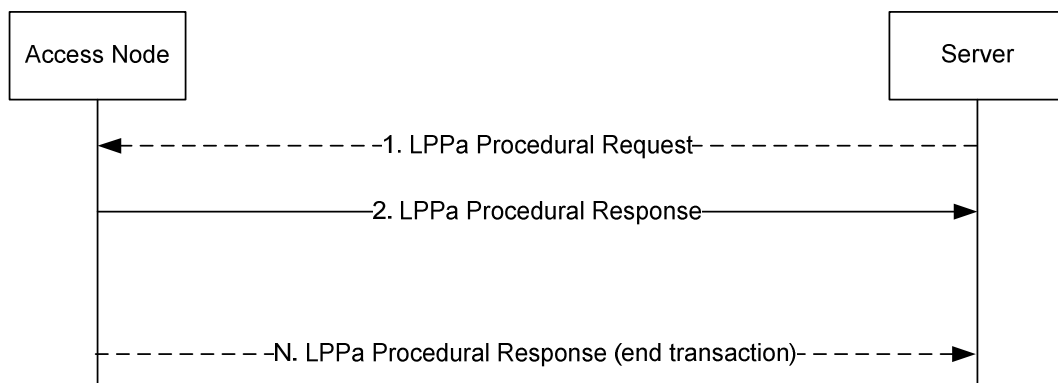 Access Node
Server
1. LPPa Procedural Request
2. LPPa Procedural Response
N. LPPa Procedural Response (end transaction)